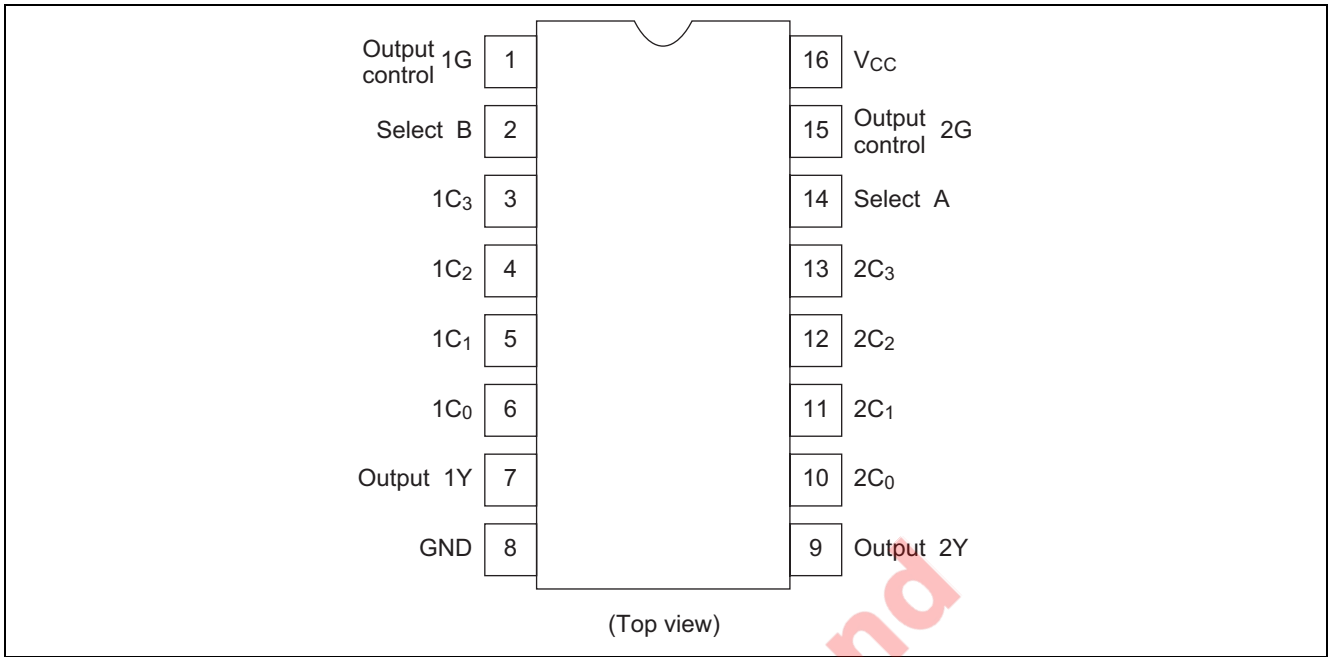 Output control 1G 1
Select B 2
1C3 3
1C2 4
1C1 5
1C0 6
Output 1Y 7
GND 8
16 VCC
15 Output control 2G
14 Select A
13 2C3
12 2C2
11 2C1
10 2C0
9 Output 2Y
(Top view)